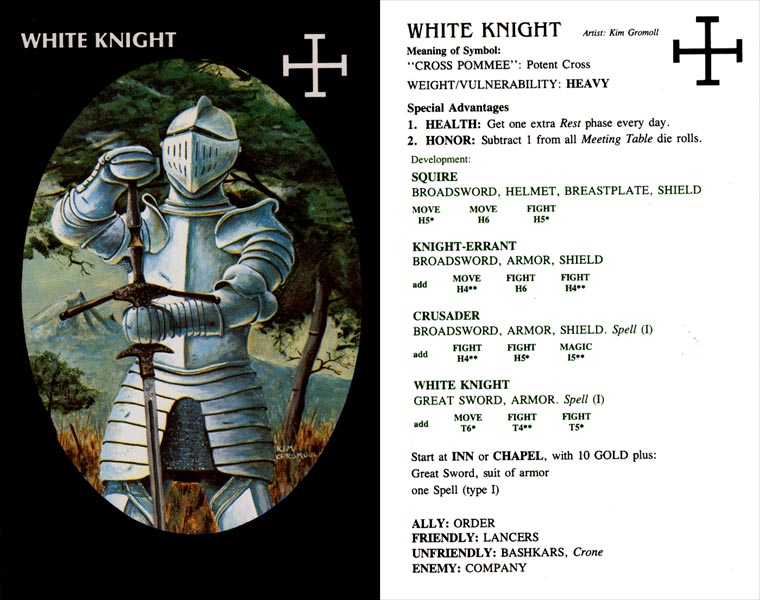 WHITE KNIGHT
KIM
GROMOLL
WHITE KNIGHT Artist: Kim Gromoll
Meaning of Symbol:
"CROSS POMMEE": Potent Cross
WEIGHT/VULNERABILITY: HEAVY
Special Advantages
1. HEALTH: Get one extra Rest phase every day.
2. HONOR: Subtract 1 from all Meeting Table die rolls.
Development:
SQUIRE
BROADSWORD, HELMET, BREASTPLATE, SHIELD
MOVE MOVE FIGHT
H5* H6 H5*
KNIGHT-ERRANT
BROADSWORD, ARMOR, SHIELD
MOVE FIGHT FIGHT
add H4** H6 H4**
CRUSADER
BROADSWORD, ARMOR, SHIELD. Spell (I)
FIGHT FIGHT MAGIC
add H4** H5* I5**
WHITE KNIGHT
GREAT SWORD, ARMOR. Spell (I)
MOVE FIGHT FIGHT
add T6* T4** T5*
Start at INN or CHAPEL, with 10 GOLD plus:
Great Sword, suit of armor
one Spell (type I)
ALLY: ORDER
FRIENDLY: LANCERS
UNFRIENDLY: BASHKARS, Crone
ENEMY: COMPANY